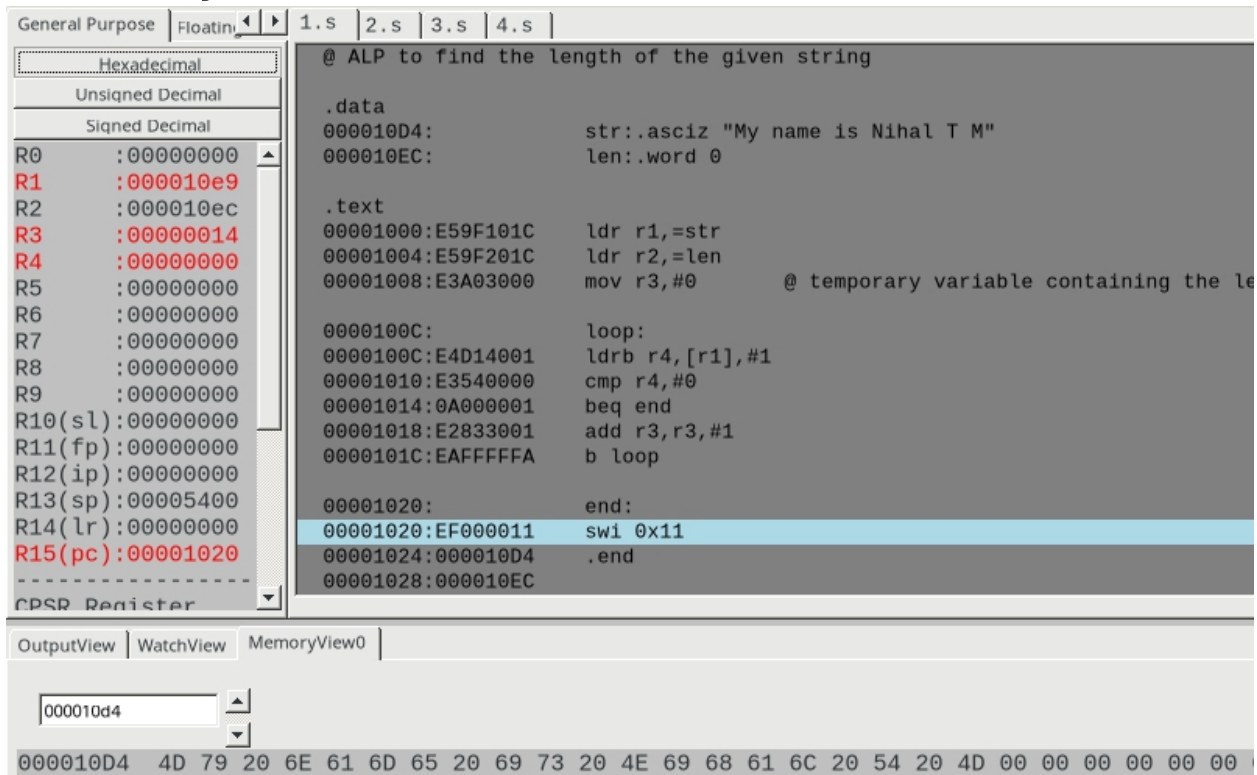 General Purpose Floating
Hexadecimal
Unsigned Decimal
Signed Decimal
R0 :00000000
R1 :000010e9
R2 :000010ec
R3 :00000014
R4 :00000000
R5 :00000000
R6 :00000000
R7 :00000000
R8 :00000000
R9 :00000000
R10(sl):00000000
R11(fp):00000000
R12(ip):00000000
R13(sp):00005400
R14(lr):00000000
R15(pc):00001020
------------------
CPSR Register
1.s 2.s 3.s 4.s
@ ALP to find the length of the given string
.data
000010D4: str:.asciz "My name is Nihal T M"
000010EC: len:.word 0
.text
00001000:E59F101C ldr r1,=str
00001004:E59F201C ldr r2,=len
00001008:E3A03000 mov r3,#0 @ temporary variable containing the le
0000100C: loop:
0000100C:E4D14001 ldrb r4,[r1],#1
00001010:E3540000 cmp r4,#0
00001014:0A000001 beq end
00001018:E2833001 add r3,r3,#1
0000101C:EAFFFFFA b loop
00001020: end:
00001020:EF000011 swi 0x11
00001024:000010D4 .end
00001028:000010EC
OutputView WatchView MemoryView0
000010d4
000010D4 4D 79 20 6E 61 6D 65 20 69 73 20 4E 69 68 61 6C 20 54 20 4D 00 00 00 00 00 00